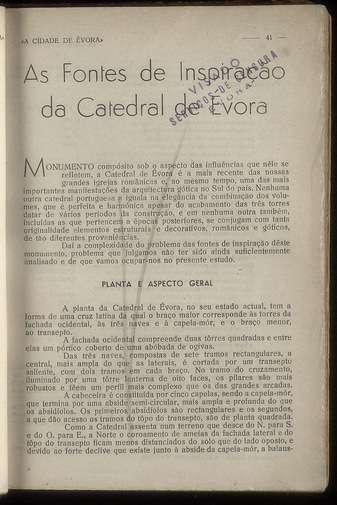 «A CIDADE DE ÉVORA»
41
As Fontes de Inspiração
da Catedral de Évora
VISADO
SERVIÇOS DE CENSURA
ÉVORA
MONUMENTO compósito sob o aspecto das influências que nêle se
refletem, a Catedral de Évora é a mais recente das nossas
grandes igrejas românicas e, ao mesmo tempo, uma das mais
importantes manifestações da arquitectura gótica no Sul do país. Nenhuma
outra catedral portuguesa a iguala na elegância da combinação dos volu-
mes, que é perfeita e harmónica apesar do acabamento das três torres
datar de vários períodos da construção, e em nenhuma outra também,
incluídas as que pertencem a épocas posteriores, se conjugam com tanta
originalidade elementos estruturais e decorativos, românicos e góticos,
de tão diferentes proveniências.
Daí a complexidade do problema das fontes de inspiração dêste
monumento, problema que julgamos não ter sido ainda suficientemente
analisado e de que vamos ocupar-nos no presente estudo.
PLANTA E ASPECTO GERAL
A planta da Catedral de Évora, no seu estado actual, tem a
forma de uma cruz latina da qual o braço maior corresponde às torres da
fachada ocidental, às três naves e à capela-mór, e o braço menor,
ao transepto.
A fachada ocidental compreende duas tôrres quadradas e entre
elas um pórtico coberto de uma abóbada de ogivas.
Das três naves, compostas de sete tramos rectangulares, a
central, mais ampla do que as laterais, é cortada por um transepto
saliente, com dois tramos em cada braço. No tramo do cruzamento,
iluminado por uma tôrre lanterna de oito faces, os pilares são mais
robustos e têem um perfil mais complexo que os das grandes arcadas.
A cabeceira é constituída por cinco capelas, sendo a capela-mór,
que termina por uma abside semi-circular, mais ampla e profunda do que
os absidíolos. Os primeiros absidíolos são rectangulares e os segundos,
a que dão acesso os tramos do tôpo do transepto, são de planta quadrada.
Como a Catedral assenta num terreno que desce do N. para S.
e do O. para E., a Norte o coroamento de ameias da fachada lateral e do
tôpo do transepto ficam menos distanciados do solo que do lado oposto, e
devido ao forte declive que existe junto à abside da capela-mór, a balaus-